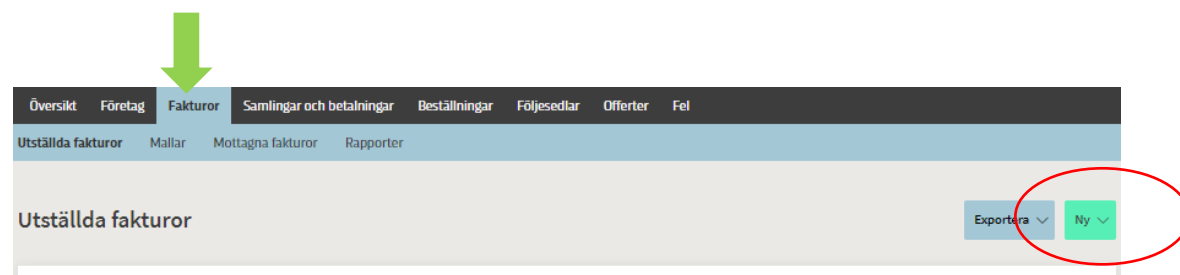 Översikt Företag Fakturor Samlingar och betalningar Beställningar Följesedlar Offerter Fel
Utställda fakturor Mallar Mottagna fakturor Rapporter
Utställda fakturor Exportera Ny